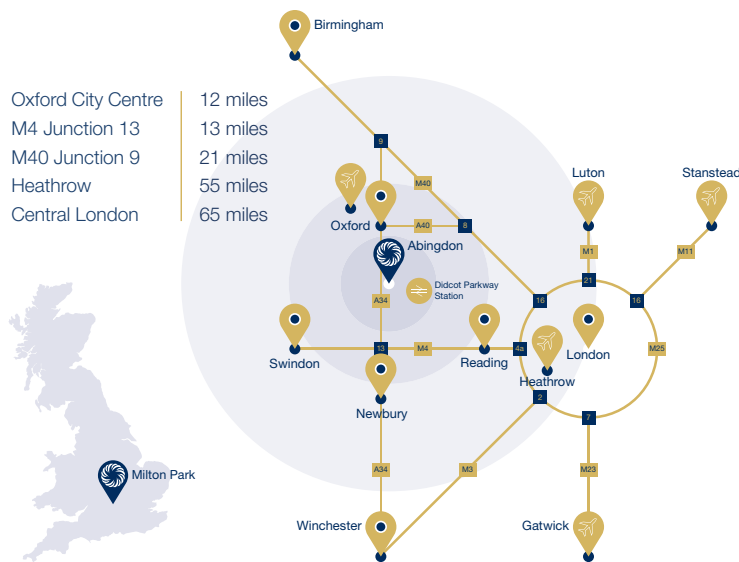 Birmingham
Oxford City Centre 12 miles
M4 Junction 13 13 miles
M40 Junction 9 21 miles
Heathrow 55 miles
Central London 65 miles
9
M40
Luton
Stanstead
Oxford
A40
8
Abingdon
M1
M11
Didcot Parkway
Station
21
A34
16
16
Swindon
13
M4
Reading
4a
Heathrow
London
M25
Newbury
2
7
Milton Park
A34
M3
M23
Winchester
Gatwick